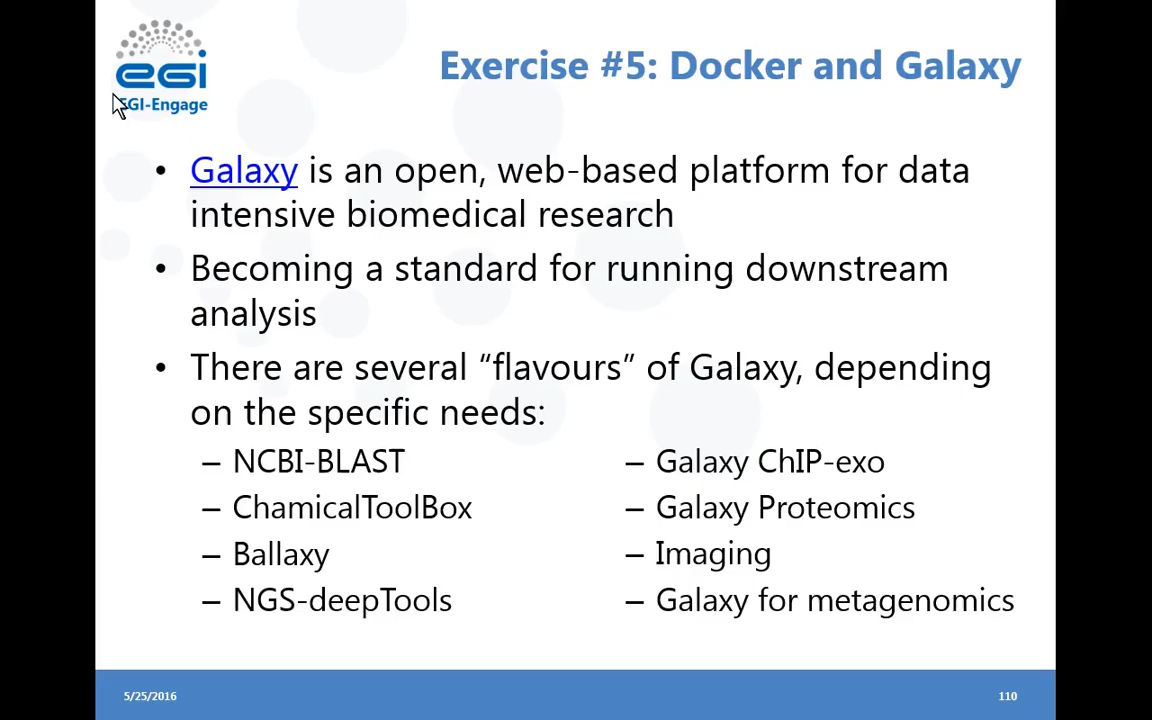 egi
EGI-Engage
Exercise #5: Docker and Galaxy
• Galaxy is an open, web-based platform for data
intensive biomedical research
• Becoming a standard for running downstream
analysis
• There are several “flavours” of Galaxy, depending
on the specific needs:
– NCBI-BLAST
– ChamicalToolBox
– Ballaxy
– NGS-deepTools
– Galaxy ChIP-exo
– Galaxy Proteomics
– Imaging
– Galaxy for metagenomics
5/25/2016
110